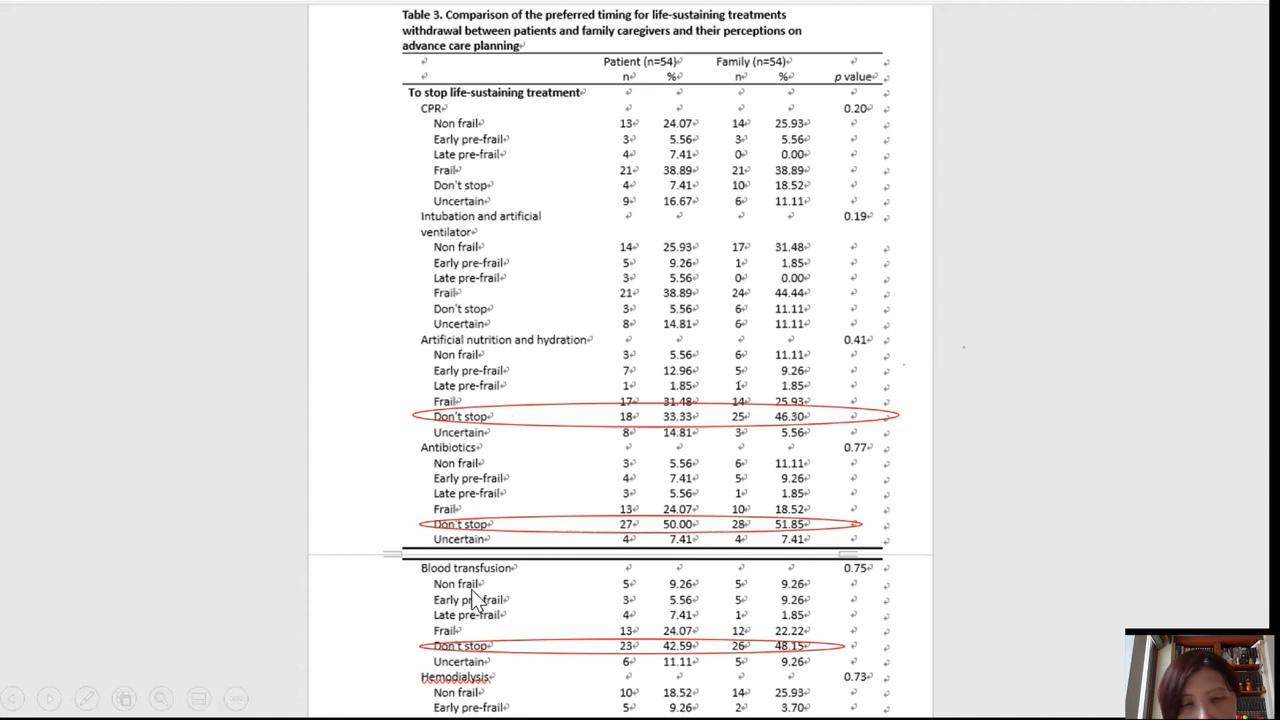 Table 3. Comparison of the preferred timing for life-sustaining treatments
withdrawal between patients and family caregivers and their perceptions on
advance care planning
Patient (n=54) Family (n=54)
n % n % p value
To stop life-sustaining treatment
CPR 0.20
Non frail 13 24.07 14 25.93
Early pre-frail 3 5.56 3 5.56
Late pre-frail 4 7.41 0 0.00
Frail 21 38.89 21 38.89
Don't stop 4 7.41 10 18.52
Uncertain 9 16.67 6 11.11
Intubation and artificial 0.19
ventilator
Non frail 14 25.93 17 31.48
Early pre-frail 5 9.26 1 1.85
Late pre-frail 3 5.56 0 0.00
Frail 21 38.89 24 44.44
Don't stop 3 5.56 6 11.11
Uncertain 8 14.81 6 11.11
Artificial nutrition and hydration 0.41
Non frail 3 5.56 6 11.11
Early pre-frail 7 12.96 5 9.26
Late pre-frail 1 1.85 1 1.85
Frail 17 31.48 14 25.93
Don't stop 18 33.33 25 46.30
Uncertain 8 14.81 3 5.56
Antibiotics 0.77
Non frail 3 5.56 6 11.11
Early pre-frail 4 7.41 5 9.26
Late pre-frail 3 5.56 1 1.85
Frail 13 24.07 10 18.52
Don't stop 27 50.00 28 51.85
Uncertain 4 7.41 4 7.41
Blood transfusion 0.75
Non frail 5 9.26 5 9.26
Early pre-frail 3 5.56 5 9.26
Late pre-frail 4 7.41 1 1.85
Frail 13 24.07 12 22.22
Don't stop 23 42.59 26 48.15
Uncertain 6 11.11 5 9.26
Hemodialysis 0.73
Non frail 10 18.52 14 25.93
Early pre-frail 5 9.26 2 3.70